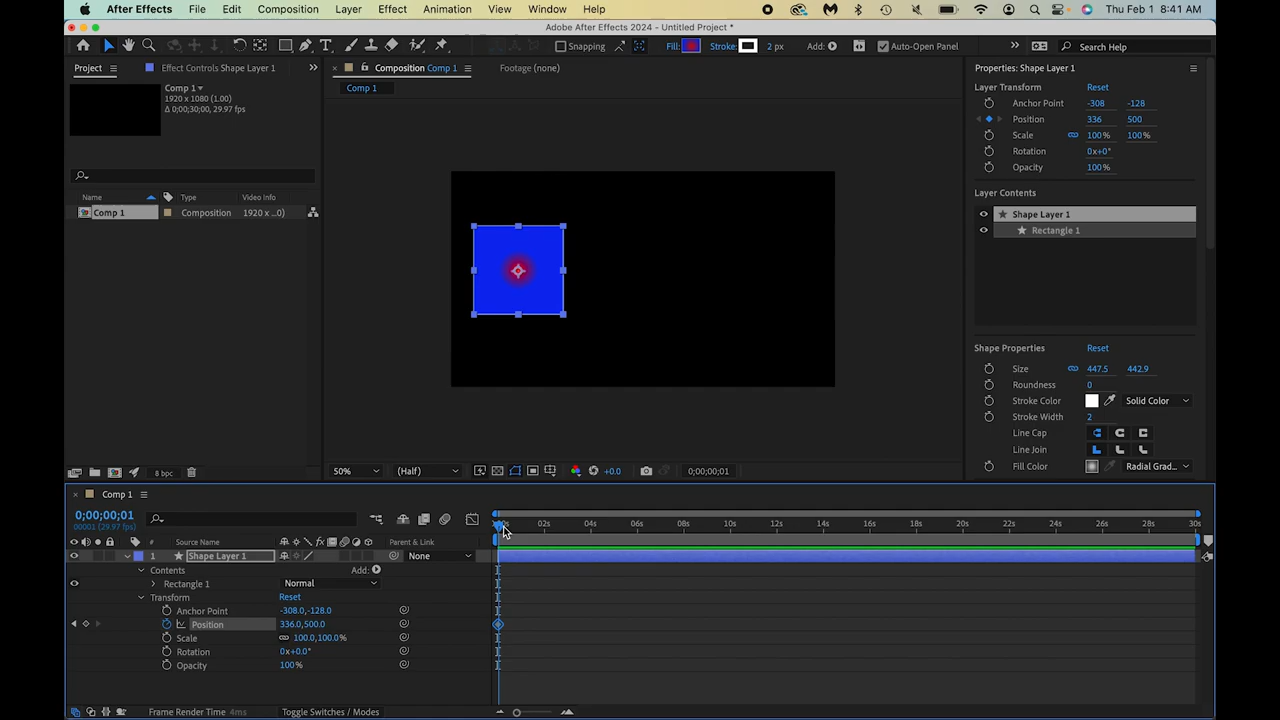 After Effects File Edit Composition Layer Effect Animation View Window Help Thu Feb 1 8:41 AM
Adobe After Effects 2024 - Untitled Project *
Snapping Fill: Stroke: 2 px Add: Auto-Open Panel Search Help
Project Effect Controls Shape Layer 1 Composition Comp 1 Footage (none) Properties: Shape Layer 1
Comp 1
1920 x 1080 (1.00)
Δ 0;00;30;00, 29.97 fps
Comp 1
Layer Transform Reset
Anchor Point -308 -128
Position 336 500
Scale 100% 100%
Rotation 0x+0°
Opacity 100%
Name Type Video Info
Comp 1 Composition 1920 x ...0)
Layer Contents
Shape Layer 1
Rectangle 1
Shape Properties Reset
Size 447.5 442.9
Roundness 0
Stroke Color Solid Color
Stroke Width 2
Line Cap
Line Join
Fill Color Radial Grad...
8 bpc 50% (Half) +0.0 0;00;00;01
Comp 1
0;00;00;01
00001 (29.97 fps)
02s 04s 06s 08s 10s 12s 14s 16s 18s 20s 22s 24s 26s 28s 30s
# Source Name Parent & Link
1 Shape Layer 1 None
Contents Add:
Rectangle 1 Normal
Transform Reset
Anchor Point -308.0,-128.0
Position 336.0,500.0
Scale 100.0,100.0%
Rotation 0x+0.0°
Opacity 100%
Frame Render Time 4ms Toggle Switches / Modes